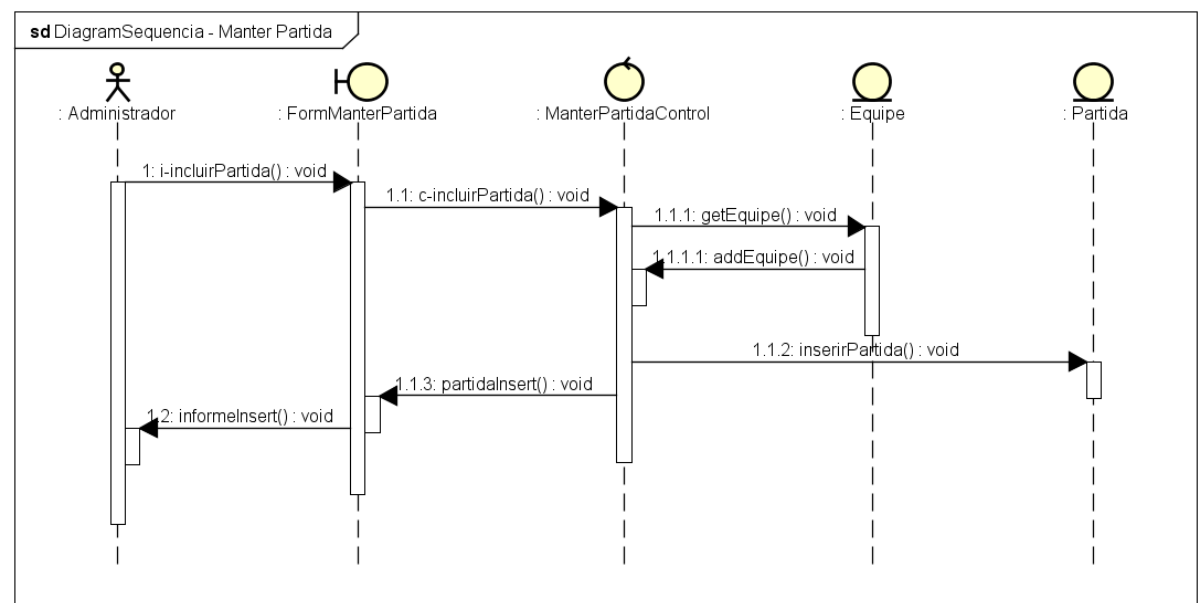 sd DiagramSequencia - Manter Partida
: Administrador
: FormManterPartida
: ManterPartidaControl
: Equipe
: Partida
1: i-incluirPartida() : void
1.1: c-incluirPartida() : void
1.1.1: getEquipe() : void
1.1.1.1: addEquipe() : void
1.1.2: inserirPartida() : void
1.1.3: partidaInsert() : void
1.2: informeInsert() : void